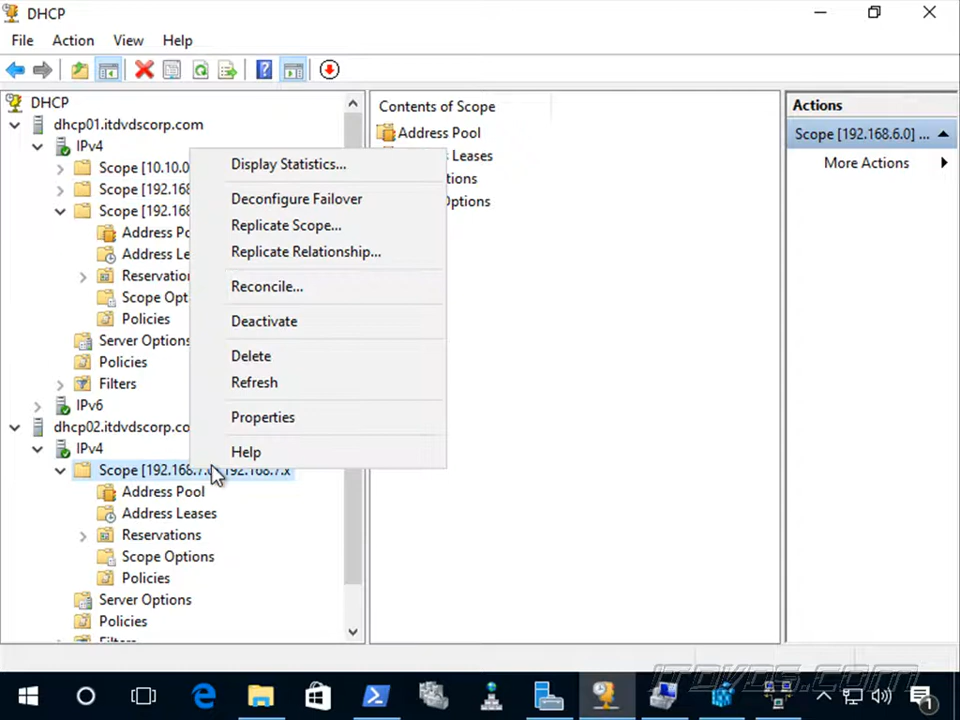 DHCP
File Action View Help
DHCP
dhcp01.itdvdscorp.com
IPv4
Scope [10.10.0
Scope [192.168
Scope [192.168
Address Po
Address Le
Reservation
Scope Opt
Policies
Server Options
Policies
Filters
IPv6
dhcp02.itdvdscorp.co
IPv4
Scope [192.168.7.0] 192.168.7.x
Address Pool
Address Leases
Reservations
Scope Options
Policies
Server Options
Policies
Filters
Display Statistics...
Deconfigure Failover
Replicate Scope...
Replicate Relationship...
Reconcile...
Deactivate
Delete
Refresh
Properties
Help
Contents of Scope
Address Pool
Leases
tions
Options
Actions
Scope [192.168.6.0] ...
More Actions
ITDVDS.COM
1